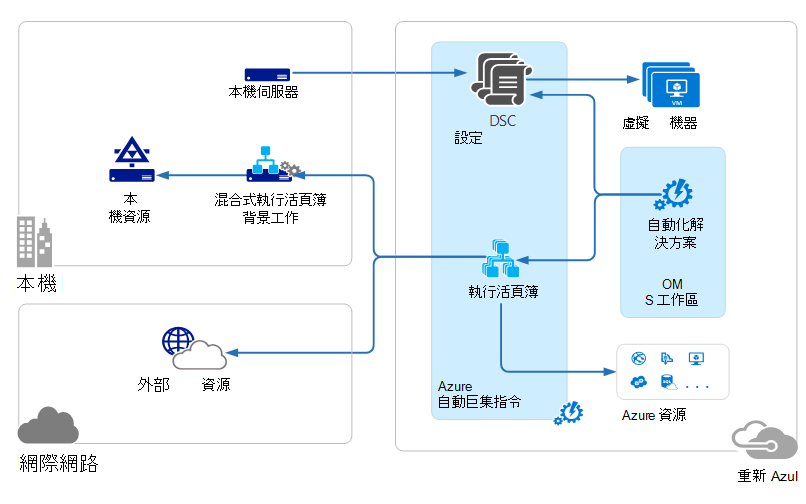 本機伺服器
DSC
設定
虛擬 機器
VM
本
機資源
混合式執行活頁簿
背景工作
自動化解
決方案
本機
執行活頁簿
OM
S 工作區
外部 資源
SQL
. . .
Azure
自動巨集指令
Azure 資源
網際網路
重新 Azul